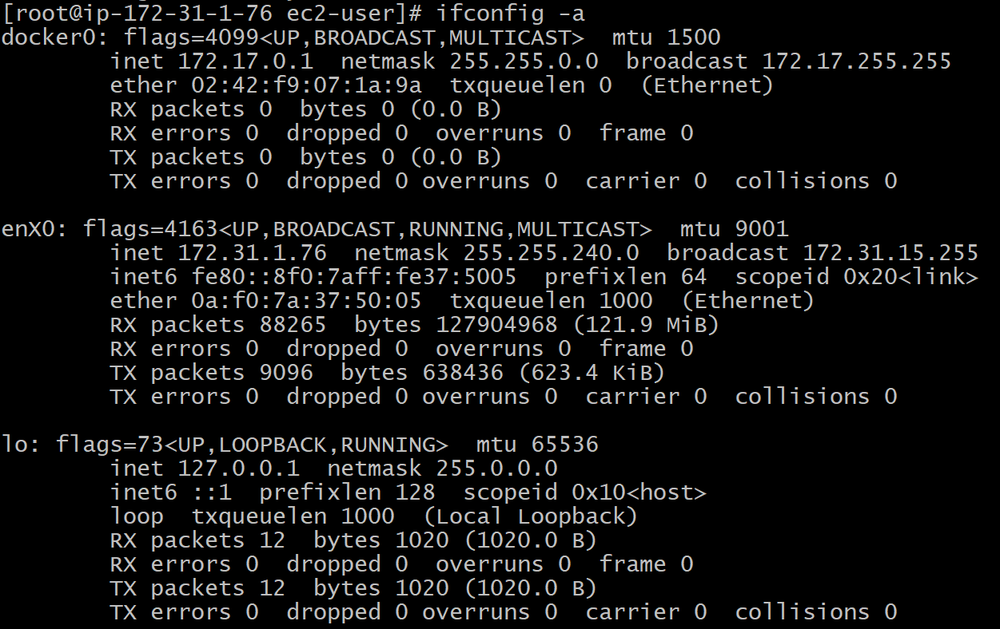 [root@ip-172-31-1-76 ec2-user]# ifconfig -a
docker0: flags=4099<UP,BROADCAST,MULTICAST>  mtu 1500
        inet 172.17.0.1  netmask 255.255.0.0  broadcast 172.17.255.255
        ether 02:42:f9:07:1a:9a  txqueuelen 0  (Ethernet)
        RX packets 0  bytes 0 (0.0 B)
        RX errors 0  dropped 0  overruns 0  frame 0
        TX packets 0  bytes 0 (0.0 B)
        TX errors 0  dropped 0 overruns 0  carrier 0  collisions 0

enX0: flags=4163<UP,BROADCAST,RUNNING,MULTICAST>  mtu 9001
        inet 172.31.1.76  netmask 255.255.240.0  broadcast 172.31.15.255
        inet6 fe80::8f0:7aff:fe37:5005  prefixlen 64  scopeid 0x20<link>
        ether 0a:f0:7a:37:50:05  txqueuelen 1000  (Ethernet)
        RX packets 88265  bytes 127904968 (121.9 MiB)
        RX errors 0  dropped 0  overruns 0  frame 0
        TX packets 9096  bytes 638436 (623.4 KiB)
        TX errors 0  dropped 0 overruns 0  carrier 0  collisions 0

lo: flags=73<UP,LOOPBACK,RUNNING>  mtu 65536
        inet 127.0.0.1  netmask 255.0.0.0
        inet6 ::1  prefixlen 128  scopeid 0x10<host>
        loop  txqueuelen 1000  (Local Loopback)
        RX packets 12  bytes 1020 (1020.0 B)
        RX errors 0  dropped 0  overruns 0  frame 0
        TX packets 12  bytes 1020 (1020.0 B)
        TX errors 0  dropped 0 overruns 0  carrier 0  collisions 0